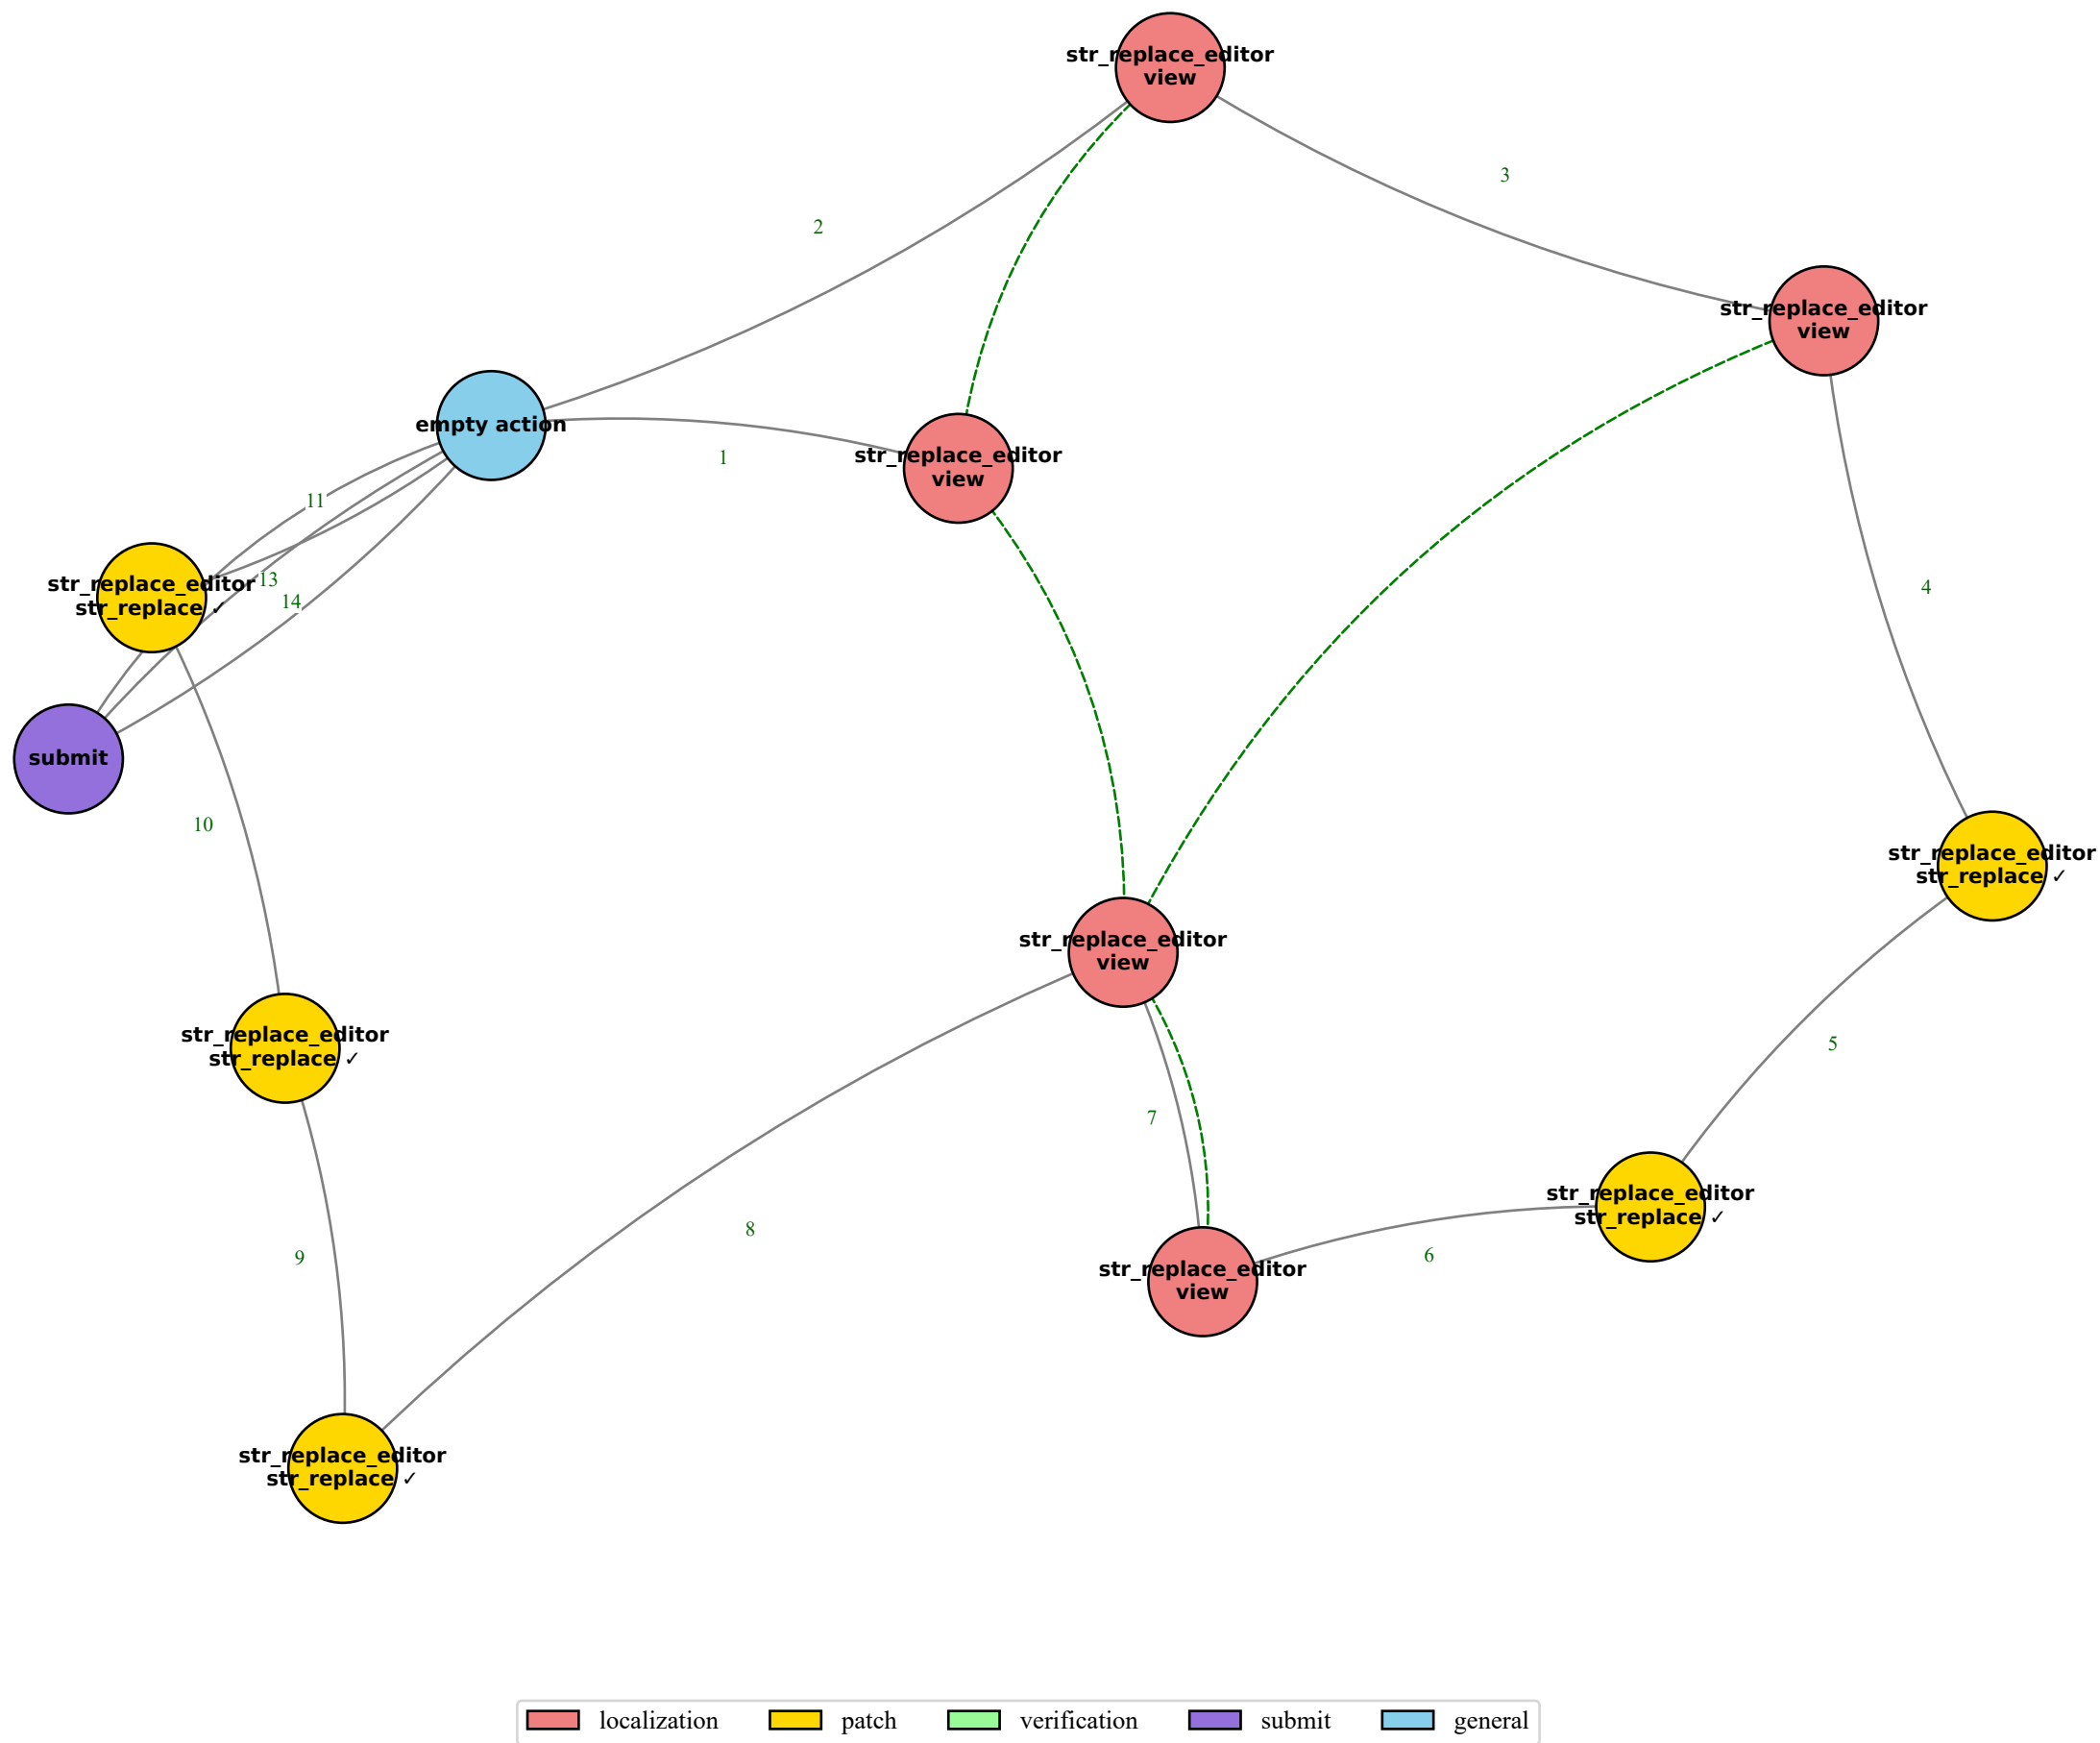 str_replace_editor
view
3
2
str_replace_editor
view
empty action
1
str_replace_editor
view
11
13
14
str_replace_editor
str_replace ✓
4
submit
10
str_replace_editor
str_replace ✓
str_replace_editor
view
str_replace_editor
str_replace ✓
5
7
str_replace_editor
str_replace ✓
8
9
6
str_replace_editor
view
str_replace_editor
str_replace ✓
localization
patch
verification
submit
general